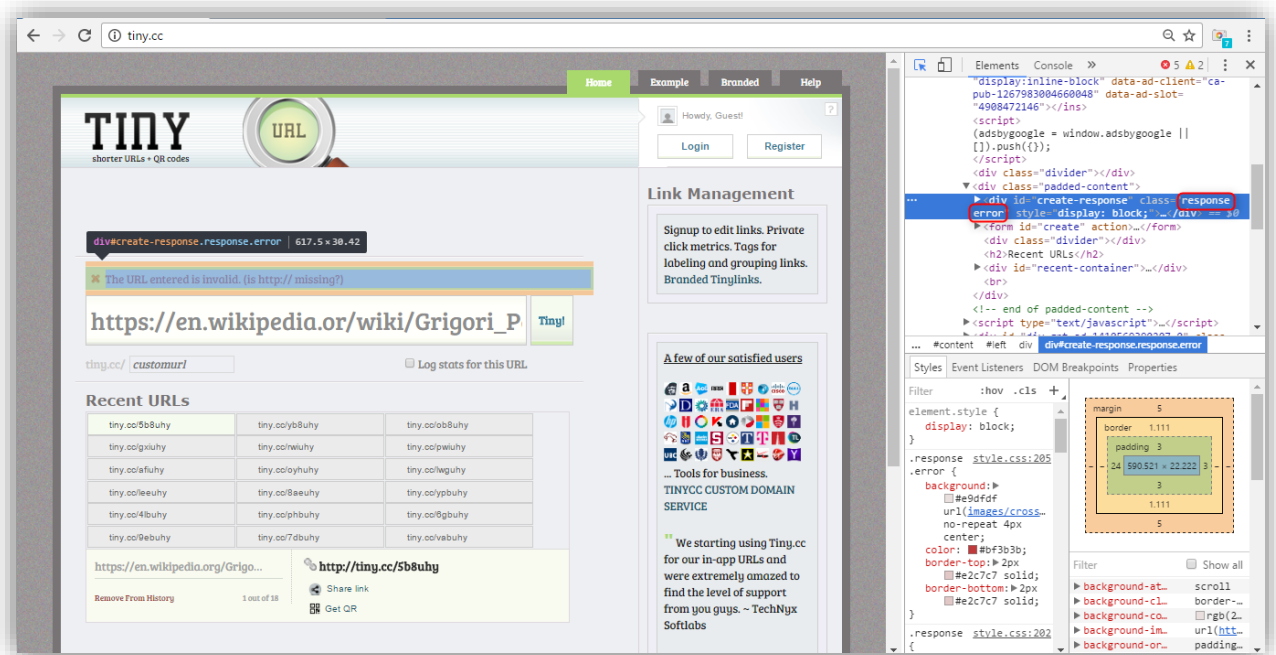 tiny.cc
7
Home Example Branded Help
TINY URL
shorter URLs + QR codes
Howdy, Guest!
?
Login Register
Link Management
Signup to edit links. Private
click metrics. Tags for
labeling and grouping links.
Branded Tinylinks.
div#create-response.response.error | 617.5 × 30.42
The URL entered is invalid. (is http:// missing?)
https://en.wikipedia.or/wiki/Grigori_P
Tiny!
tiny.cc/ customurl
Log stats for this URL
Recent URLs
tiny.cc/5b8uhy tiny.cc/yb8uhy tiny.cc/ob8uhy
tiny.cc/gxiuhy tiny.cc/rwiuhy tiny.cc/pwiuhy
tiny.cc/afiuhy tiny.cc/oyhuhy tiny.cc/lwguhy
tiny.cc/leeuhy tiny.cc/8aeuhy tiny.cc/ypbuhy
tiny.cc/4lbuhy tiny.cc/phbuhy tiny.cc/6gbuhy
tiny.cc/9ebuhy tiny.cc/7dbuhy tiny.cc/vabuhy
https://en.wikipedia.org/Grigo...
Remove From History 1 out of 18
http://tiny.cc/5b8uhy
Share link
Get QR
A few of our satisfied users
... Tools for business.
TINYCC CUSTOM DOMAIN
SERVICE
" We starting using Tiny.cc
for our in-app URLs and
were extremely amazed to
find the level of support
from you guys. ~ TechNyx
Softlabs
Elements Console » 5 2
"display:inline-block" data-ad-client="ca-
pub-1267983004660048" data-ad-slot=
"4908472146"></ins>
<script>
(adsbygoogle = window.adsbygoogle ||
[]).push({});
</script>
<div class="divider"></div>
<div class="padded-content">
<div id="create-response" class="response
error" style="display: block;">…</div> == $0
<form id="create" action>…</form>
<div class="divider"></div>
<h2>Recent URLs</h2>
<div id="recent-container">…</div>
<br>
</div>
<!-- end of padded-content -->
<script type="text/javascript">…</script>
... #content #left div div#create-response.response.error
Styles Event Listeners DOM Breakpoints Properties
Filter :hov .cls +
element.style {
display: block;
}
.response style.css:205
.error {
background:
#e9dfdf
url(images/cross…
no-repeat 4px
center;
color: #bf3b3b;
border-top: 2px
#e2c7c7 solid;
border-bottom: 2px
#e2c7c7 solid;
}
.response style.css:202
{
margin 5
border 1.111
padding 3
- - 24 590.521 × 22.222 3 - -
3
1.111
5
Filter Show all
background-at… scroll
background-cl… border-…
background-co… rgb(2…
background-im… url(htt…
background-or… padding…